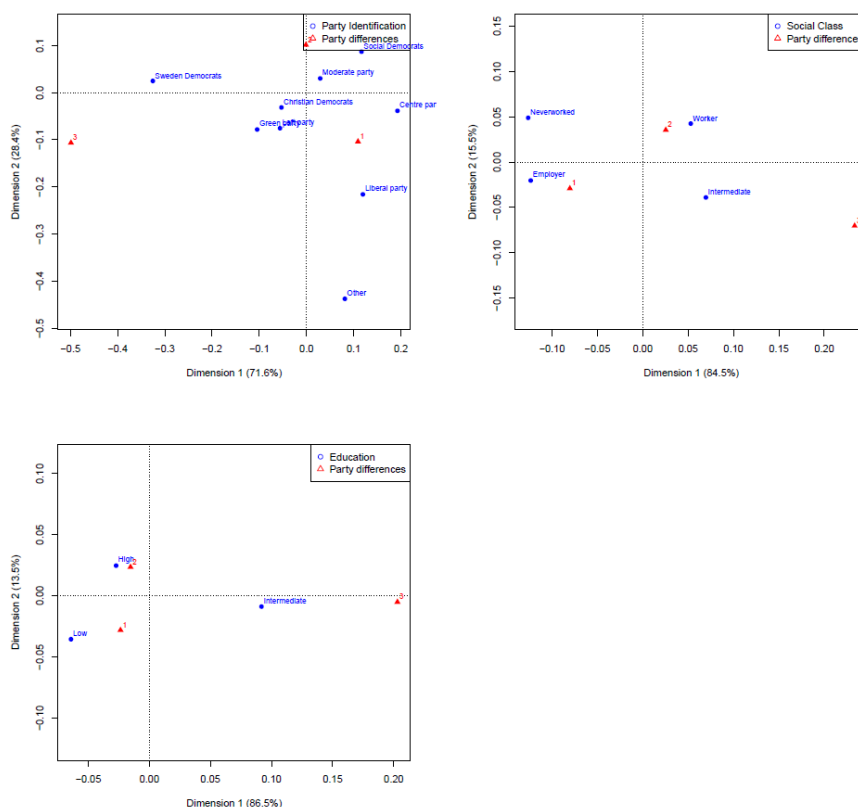 Party Identification
Party differences
2
Social Democrats
Moderate party
Sweden Democrats
Christian Democrats
Centre par
Green party
1
3
Liberal party
Other
0.1
0.0
−0.1
−0.2
−0.3
−0.4
−0.5
Dimension 2 (28.4%)
−0.5 −0.4 −0.3 −0.2 −0.1 0.0 0.1 0.2
Dimension 1 (71.6%)
Social Class
Party difference
Neverworked
2
Worker
Employer
1
Intermediate
0.15
0.10
0.05
0.00
−0.05
−0.10
−0.15
Dimension 2 (15.5%)
−0.10 −0.05 0.00 0.05 0.10 0.15 0.20
Dimension 1 (84.5%)
Education
Party differences
High
2
Intermediate
3
1
Low
0.10
0.05
0.00
−0.05
−0.10
Dimension 2 (13.5%)
−0.05 0.00 0.05 0.10 0.15 0.20
Dimension 1 (86.5%)